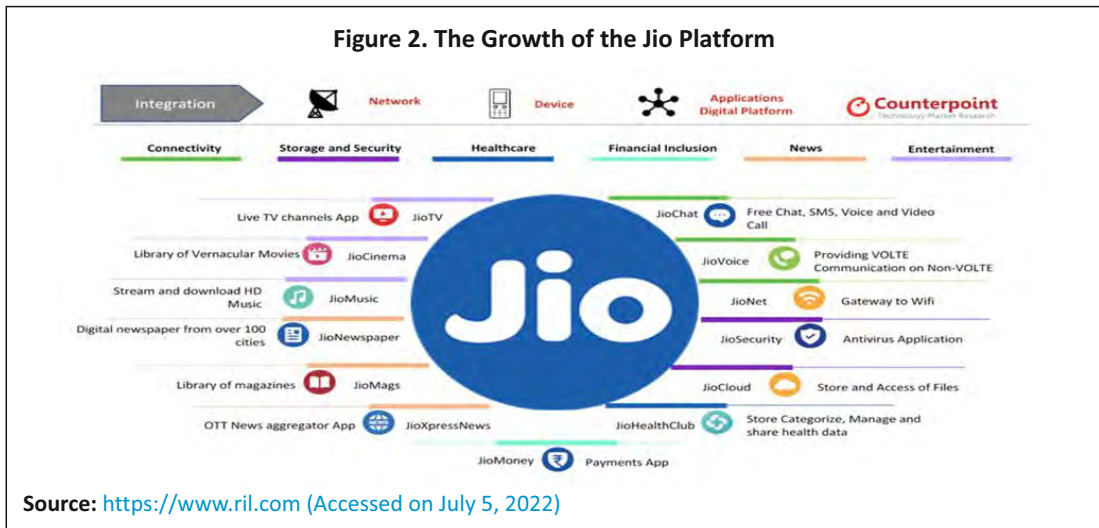 Figure 2. The Growth of the Jio Platform
Integration
Network
Device
Applications
Digital Platform
Counterpoint
Technology Market Research
Connectivity
Storage and Security
Healthcare
Financial Inclusion
News
Entertainment
Live TV channels App
JioTV
Library of Vernacular Movies
JioCinema
Stream and download HD
Music
JioMusic
Digital newspaper from over 100
cities
JioNewspaper
Library of magazines
JioMags
OTT News aggregator App
NEWS
JioXpressNews
Jio
JioChat
Free Chat, SMS, Voice and Video
Call
JioVoice
Providing VOLTE
Communication on Non-VOLTE
JioNet
Gateway to Wifi
JioSecurity
Antivirus Application
JioCloud
Store and Access of Files
JioHealthClub
Store Categorize, Manage and
share health data
JioMoney
₹
Payments App
Source: https://www.ril.com (Accessed on July 5, 2022)